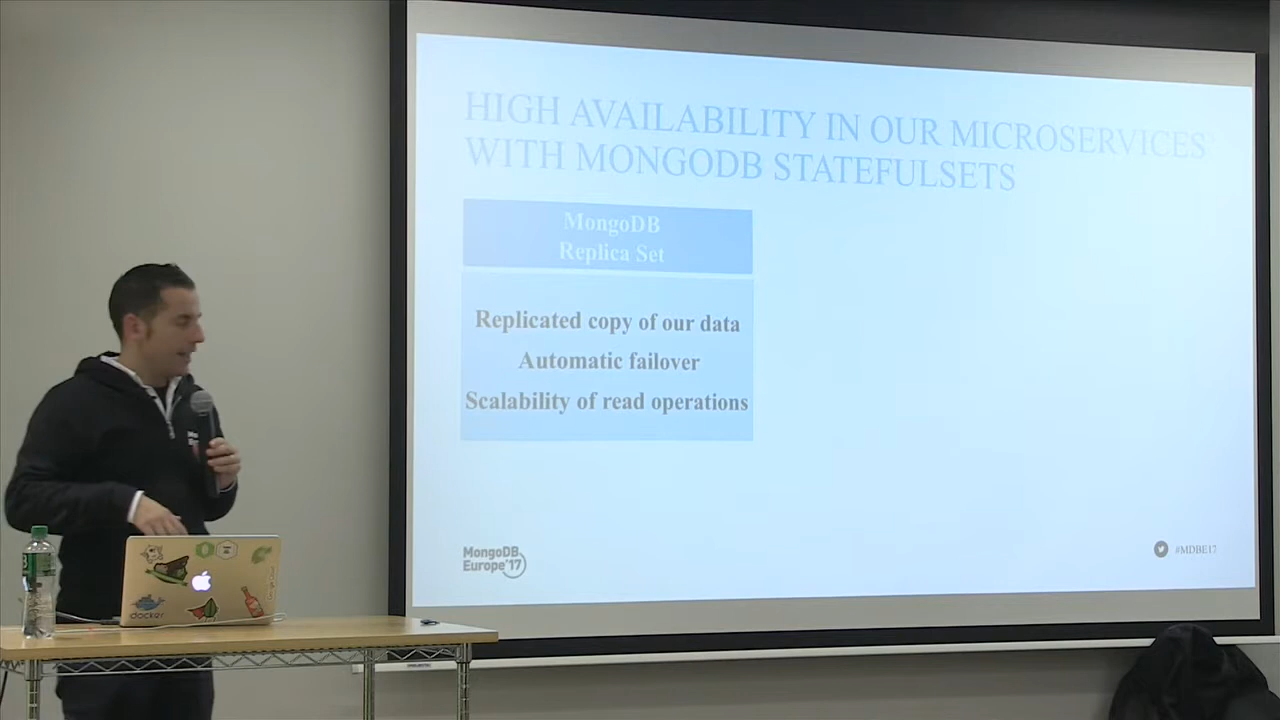 HIGH AVAILABILITY IN OUR MICROSERVICES
WITH MONGODB STATEFULSETS
MongoDB
Replica Set
Replicated copy of our data
Automatic failover
Scalability of read operations
MongoDB
Europe'17
#MDBE17
docker